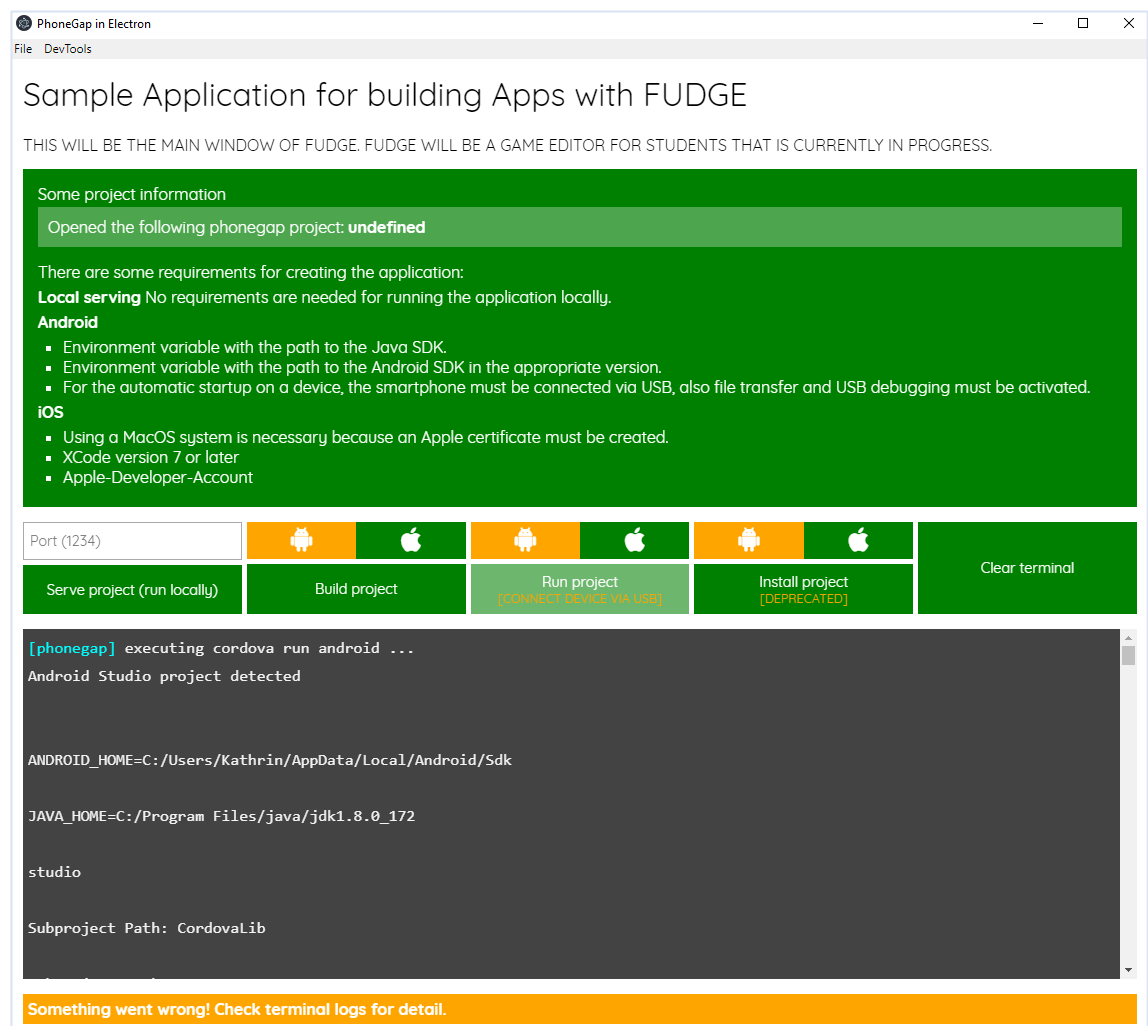 PhoneGap in Electron
File DevTools
Sample Application for building Apps with FUDGE
THIS WILL BE THE MAIN WINDOW OF FUDGE. FUDGE WILL BE A GAME EDITOR FOR STUDENTS THAT IS CURRENTLY IN PROGRESS.
Some project information
Opened the following phonegap project: undefined
There are some requirements for creating the application:
Local serving No requirements are needed for running the application locally.
Android
Environment variable with the path to the Java SDK.
Environment variable with the path to the Android SDK in the appropriate version.
For the automatic startup on a device, the smartphone must be connected via USB, also file transfer and USB debugging must be activated.
iOS
Using a MacOS system is necessary because an Apple certificate must be created.
XCode version 7 or later
Apple-Developer-Account
Port (1234)
Serve project (run locally)
Build project
Run project
[CONNECT DEVICE VIA USB]
Install project
[DEPRECATED]
Clear terminal
[phonegap] executing cordova run android ...
Android Studio project detected
ANDROID_HOME=C:/Users/Kathrin/AppData/Local/Android/Sdk
JAVA_HOME=C:/Program Files/java/jdk1.8.0_172
studio
Subproject Path: CordovaLib
Something went wrong! Check terminal logs for detail.